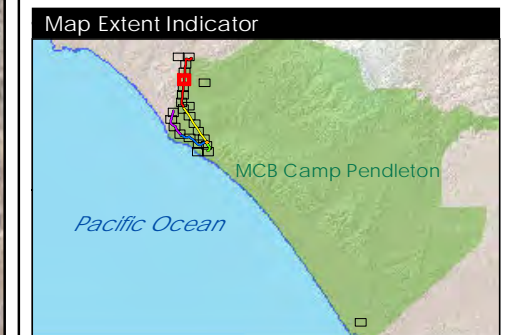 Map Extent Indicator
MCB Camp Pendleton
Pacific Ocean